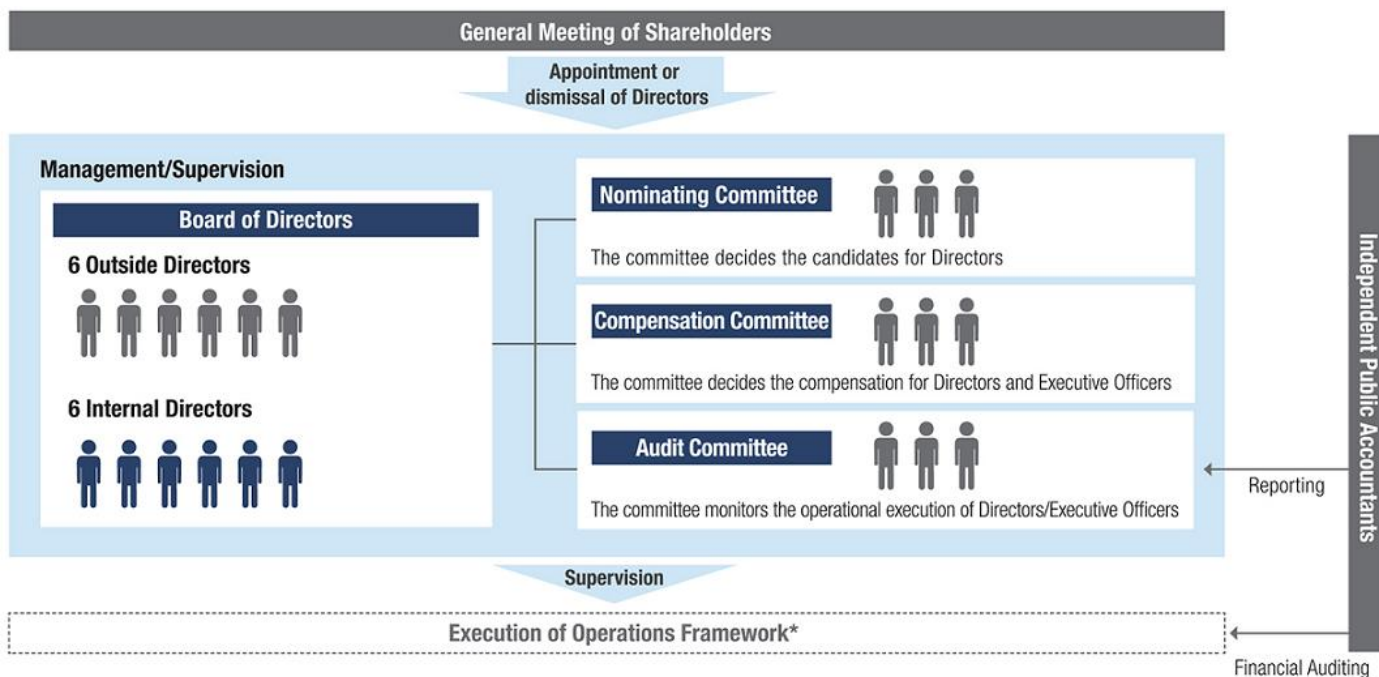 General Meeting of Shareholders
Appointment or
dismissal of Directors
Management/Supervision
Board of Directors
6 Outside Directors
6 Internal Directors
Nominating Committee
The committee decides the candidates for Directors
Compensation Committee
The committee decides the compensation for Directors and Executive Officers
Audit Committee
The committee monitors the operational execution of Directors/Executive Officers
Independent Public Accountants
Reporting
Supervision
Execution of Operations Framework*
Financial Auditing